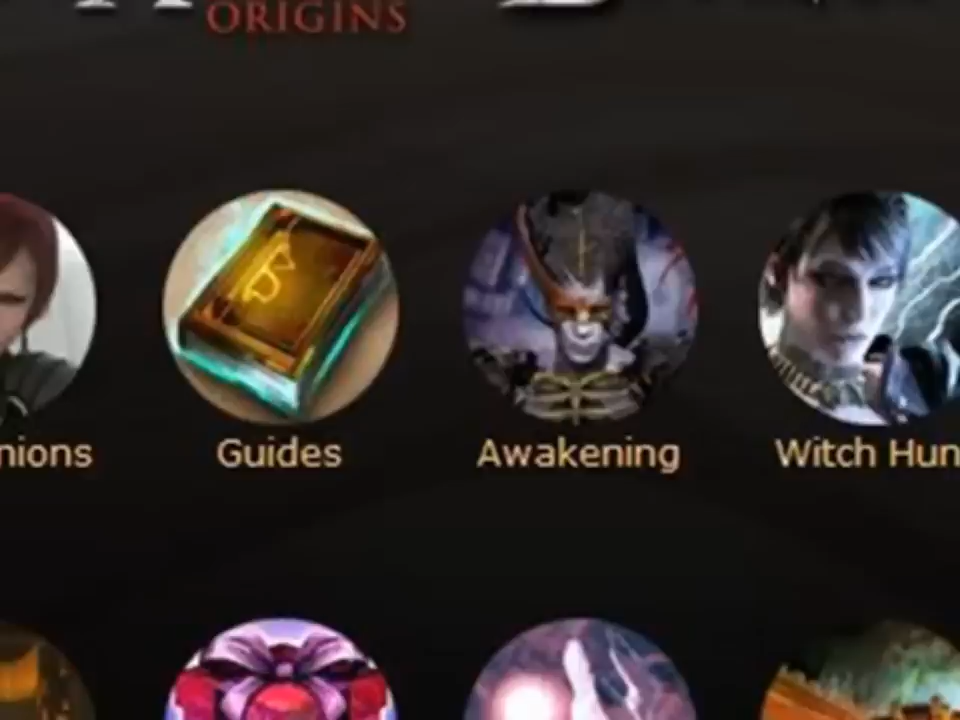 ORIGINS
nions
Guides
Awakening
Witch Hun